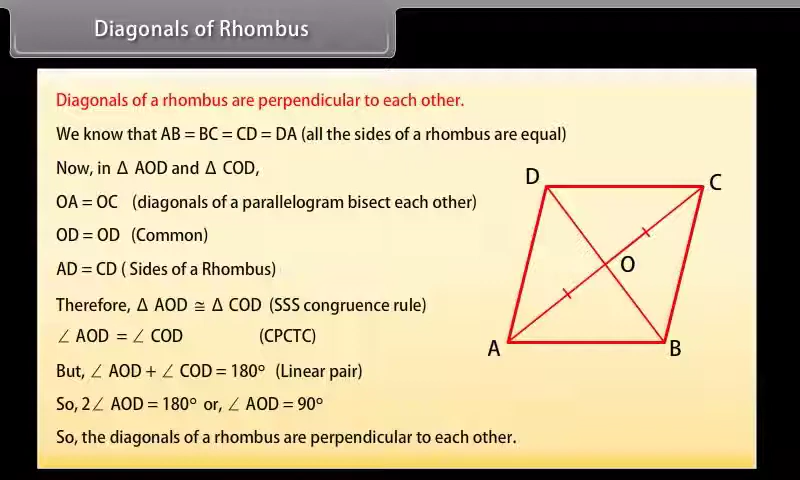 Diagonals of Rhombus
Diagonals of a rhombus are perpendicular to each other.
We know that AB = BC = CD = DA (all the sides of a rhombus are equal)
Now, in Δ AOD and Δ COD,
OA = OC (diagonals of a parallelogram bisect each other)
OD = OD (Common)
AD = CD ( Sides of a Rhombus)
Therefore, Δ AOD ≅ Δ COD (SSS congruence rule)
∠ AOD = ∠ COD (CPCTC)
But, ∠ AOD + ∠ COD = 180° (Linear pair)
So, 2∠ AOD = 180° or, ∠ AOD = 90°
So, the diagonals of a rhombus are perpendicular to each other.
D C
O
A B